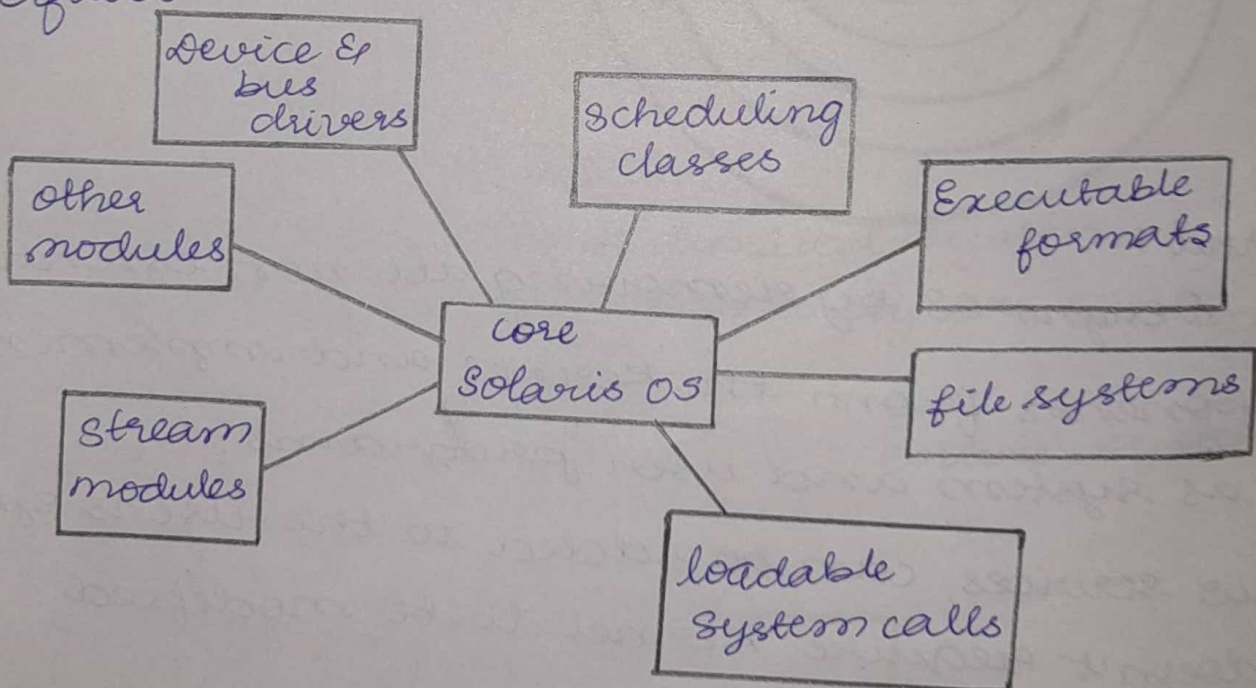 Device &
bus
drivers
scheduling
classes
other
modules
Executable
formats
core
Solaris OS
file systems
stream
modules
loadable
system calls